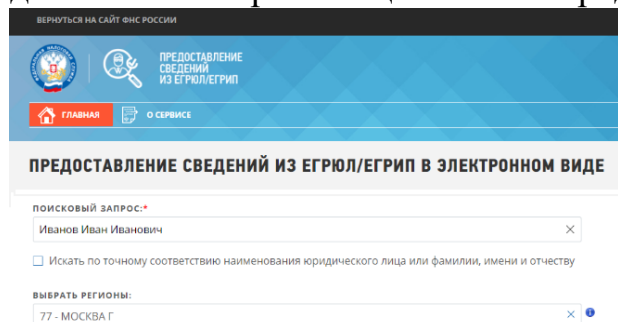 ВЕРНУТЬСЯ НА САЙТ ФНС РОССИИ
ПРЕДОСТАВЛЕНИЕ
СВЕДЕНИЙ
ИЗ ЕГРЮЛ/ЕГРИП
ГЛАВНАЯ О СЕРВИСЕ
ПРЕДОСТАВЛЕНИЕ СВЕДЕНИЙ ИЗ ЕГРЮЛ/ЕГРИП В ЭЛЕКТРОННОМ ВИДЕ
ПОИСКОВЫЙ ЗАПРОС:*
Иванов Иван Иванович
Искать по точному соответствию наименования юридического лица или фамилии, имени и отчеству
ВЫБРАТЬ РЕГИОНЫ:
77 - МОСКВА Г